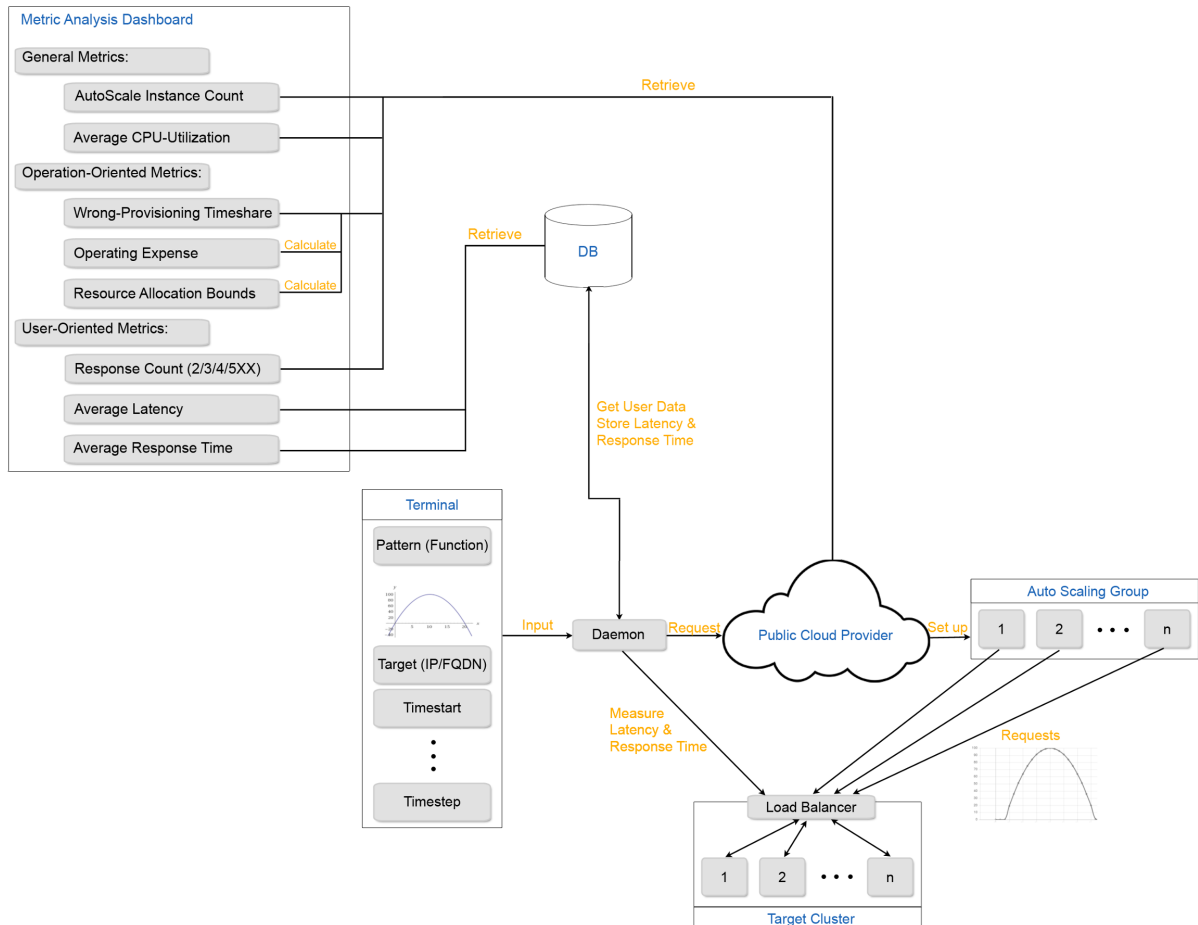 Metric Analysis Dashboard
General Metrics:
AutoScale Instance Count
Average CPU-Utilization
Operation-Oriented Metrics:
Wrong-Provisioning Timeshare
Operating Expense
Calculate
Resource Allocation Bounds
Calculate
User-Oriented Metrics:
Response Count (2/3/4/5XX)
Average Latency
Average Response Time
Retrieve
Retrieve
DB
Get User Data
Store Latency &
Response Time
Terminal
Pattern (Function)
Target (IP/FQDN)
Timestart
Timestep
Input
Daemon
Request
Public Cloud Provider
Set up
Auto Scaling Group
1 2 n
Measure
Latency &
Response Time
Requests
Load Balancer
1 2 n
Target Cluster